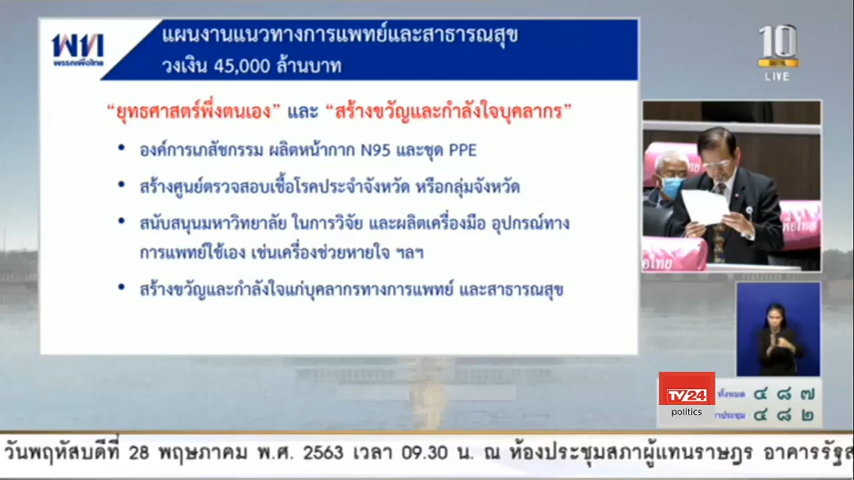 พท
พรรคเพื่อไทย
แผนงานแนวทางการแพทย์และสาธารณสุข
วงเงิน 45,000 ล้านบาท
10
LIVE
“ยุทธศาสตร์พึ่งตนเอง” และ “สร้างขวัญและกำลังใจบุคลากร”
• องค์การเภสัชกรรม ผลิตหน้ากาก N95 และชุด PPE
• สร้างศูนย์ตรวจสอบเชื้อโรคประจำจังหวัด หรือกลุ่มจังหวัด
• สนับสนุนมหาวิทยาลัย ในการวิจัย และผลิตเครื่องมือ อุปกรณ์ทาง
การแพทย์ใช้เอง เช่นเครื่องช่วยหายใจ ฯลฯ
• สร้างขวัญและกำลังใจแก่บุคลากรทางการแพทย์ และสาธารณสุข
TV24
politics
ทั้งหมด ๔๘๗
าประชุม ๔๘๒
วันพฤหัสบดีที่ 28 พฤษภาคม พ.ศ. 2563 เวลา 09.30 น. ณ ห้องประชุมสภาผู้แทนราษฎร อาคารรัฐส